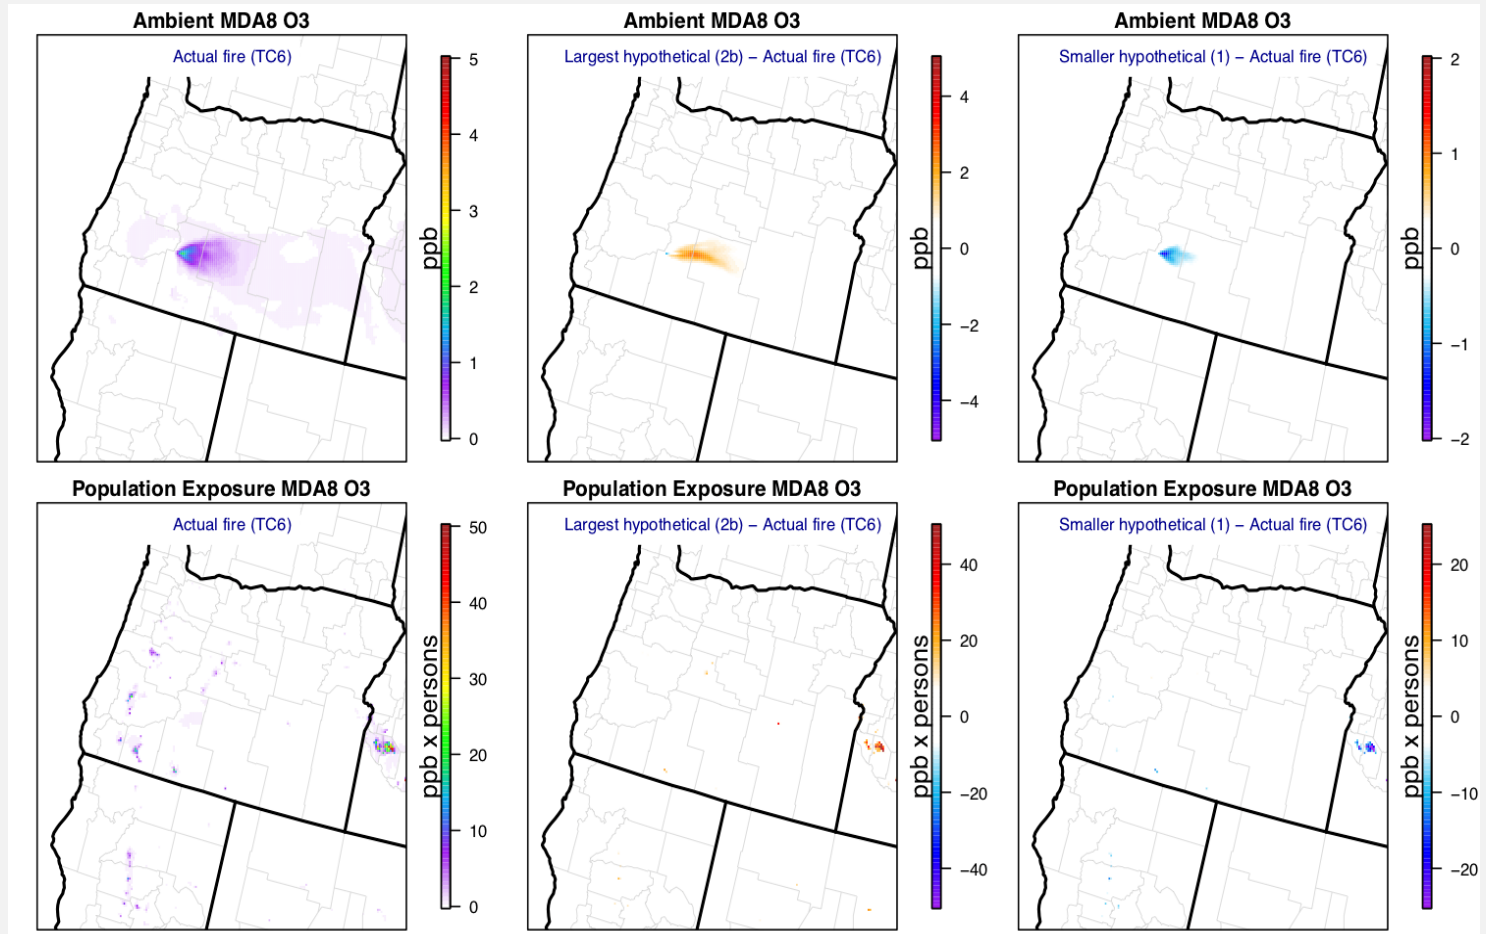 Ambient MDA8 O3
Actual fire (TC6)
5
4
3
2
1
0
ppb
Ambient MDA8 O3
Largest hypothetical (2b) − Actual fire (TC6)
4
2
0
−2
−4
ppb
Ambient MDA8 O3
Smaller hypothetical (1) − Actual fire (TC6)
2
1
0
−1
−2
ppb
Population Exposure MDA8 O3
Actual fire (TC6)
50
40
30
20
10
0
ppb x persons
Population Exposure MDA8 O3
Largest hypothetical (2b) − Actual fire (TC6)
40
20
0
−20
−40
ppb x persons
Population Exposure MDA8 O3
Smaller hypothetical (1) − Actual fire (TC6)
20
10
0
−10
−20
ppb x persons